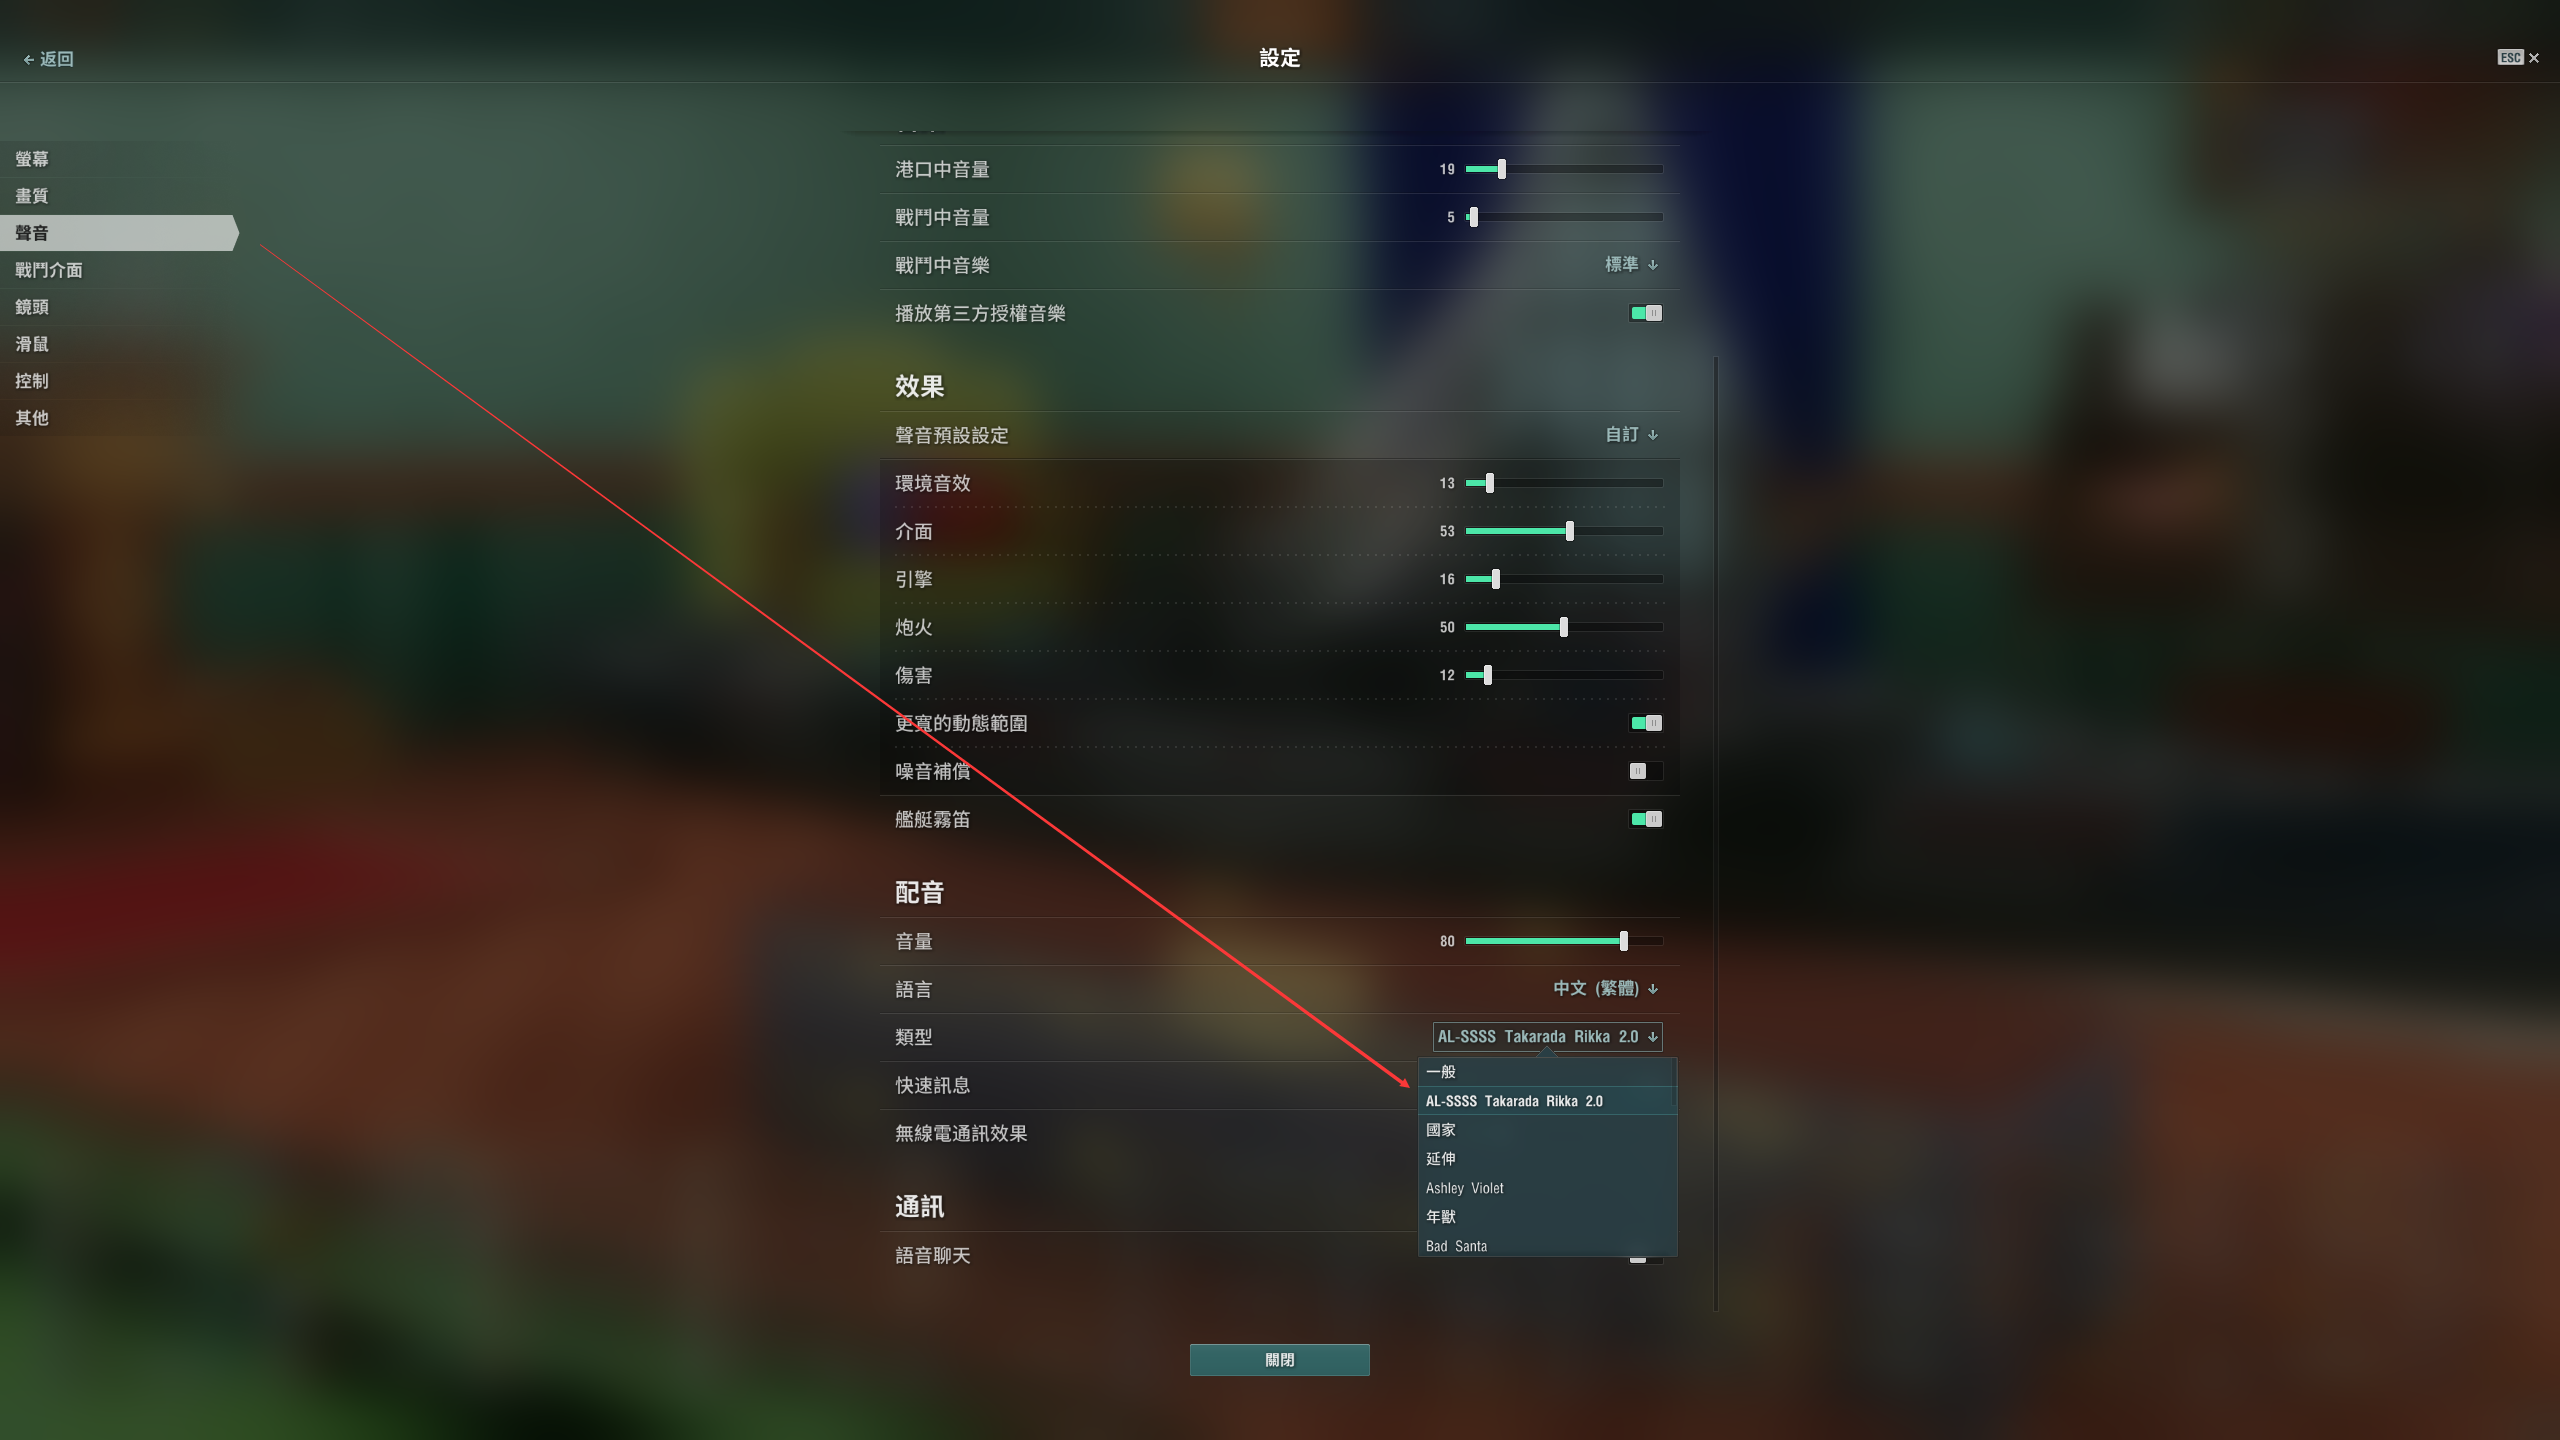 ← 返回
設定
ESC ×
螢幕
畫質
聲音
戰鬥介面
鏡頭
滑鼠
控制
其他
港口中音量 19
戰鬥中音量 5
戰鬥中音樂 標準
播放第三方授權音樂
效果
聲音預設設定 自訂
環境音效 13
介面 53
引擎 16
炮火 50
傷害 12
更寬的動態範圍
噪音補償
艦艇霧笛
配音
音量 80
語言 中文 (繁體)
類型 AL-SSSS Takarada Rikka 2.0
一般
快速訊息
AL-SSSS Takarada Rikka 2.0
國家
無線電通訊效果
延伸
Ashley Violet
通訊
年獸
Bad Santa
語音聊天
關閉